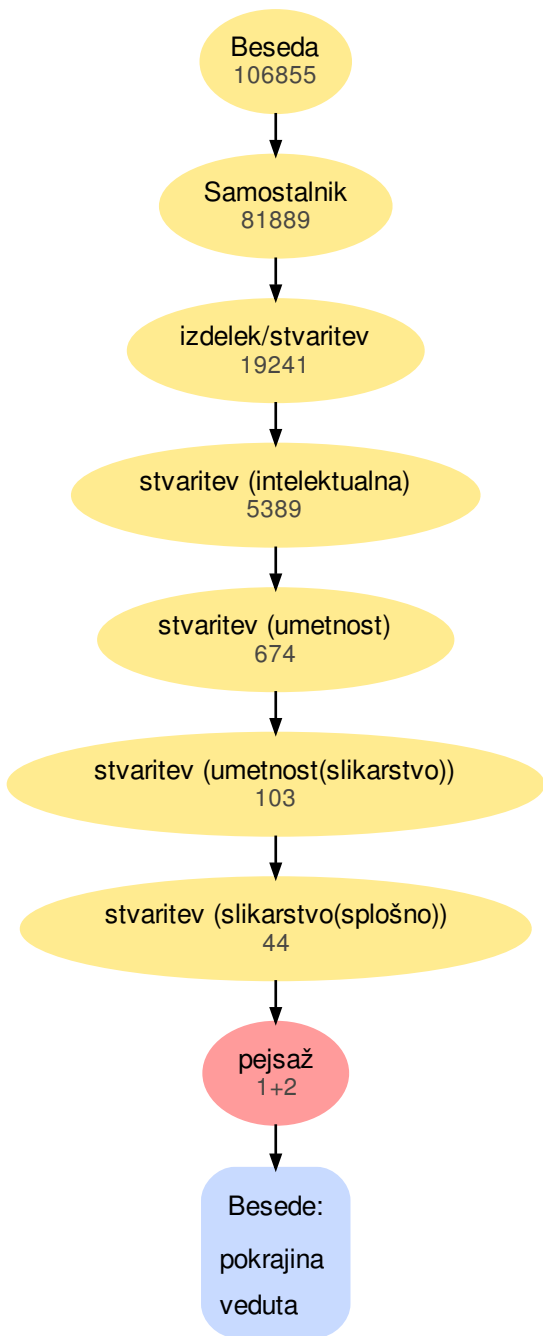 Beseda
106855
Samostalnik
81889
izdelek/stvaritev
19241
stvaritev (intelektualna)
5389
stvaritev (umetnost)
674
stvaritev (umetnost(slikarstvo))
103
stvaritev (slikarstvo(splošno))
44
pejsaž
1+2
Besede:
pokrajina
veduta